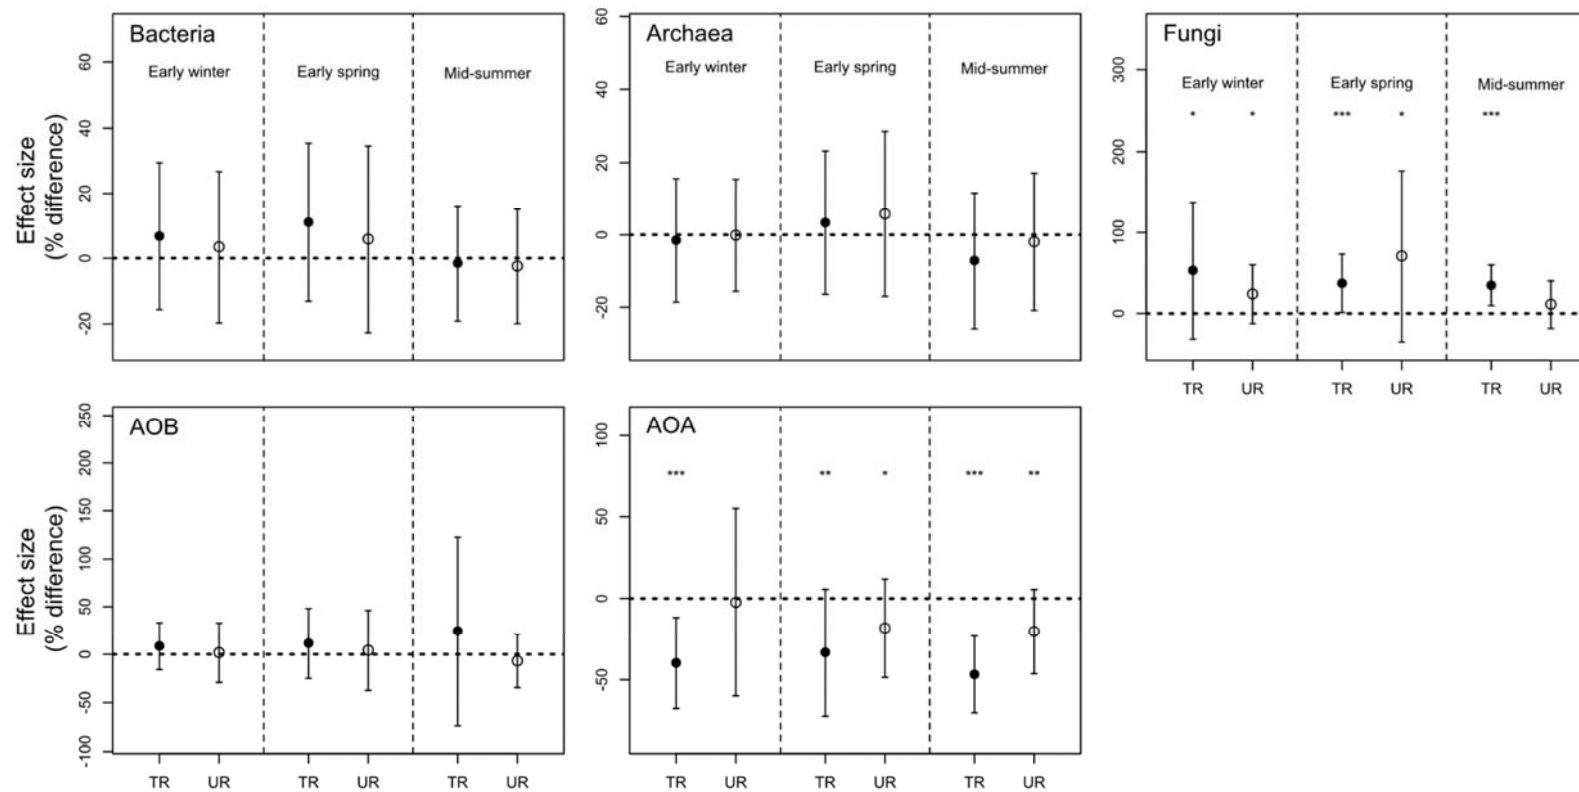 Bacteria
Early winter
Early spring
Mid-summer
Effect size
(% difference)
60
40
20
0
-20
Archaea
Early winter
Early spring
Mid-summer
60
40
20
0
-20
Fungi
Early winter
Early spring
Mid-summer
* * *** * ***
300
200
100
0
TR UR TR UR TR UR
AOB
Effect size
(% difference)
250
200
150
100
50
0
-50
-100
TR UR TR UR TR UR
AOA
*** ** * *** **
100
50
0
-50
TR UR TR UR TR UR